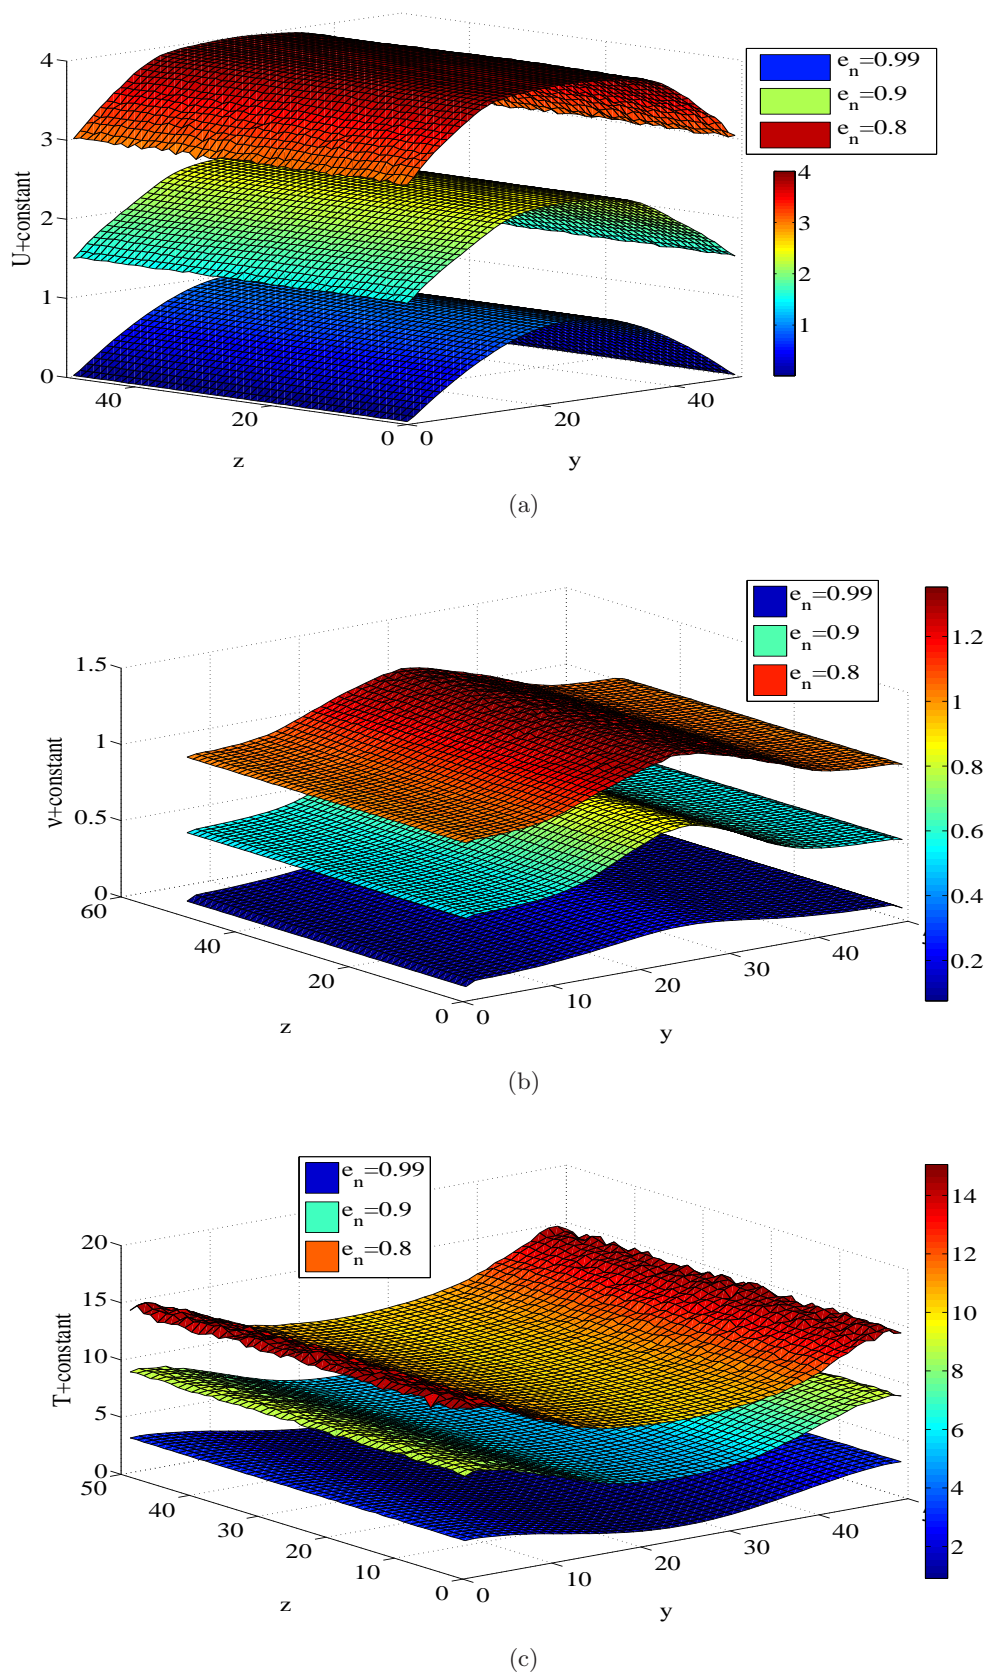 U+constant
4
3
2
1
0
40
20
0
z
0
20
40
y
e_n=0.99
e_n=0.9
e_n=0.8
4
3
2
1
(a)
ν+constant
1.5
1
0.5
0
60
40
20
0
z
0
10
20
30
40
y
e_n=0.99
e_n=0.9
e_n=0.8
1.2
1
0.8
0.6
0.4
0.2
(b)
T+constant
20
15
10
5
0
50
40
30
20
10
0
z
0
10
20
30
40
y
e_n=0.99
e_n=0.9
e_n=0.8
14
12
10
8
6
4
2
(c)